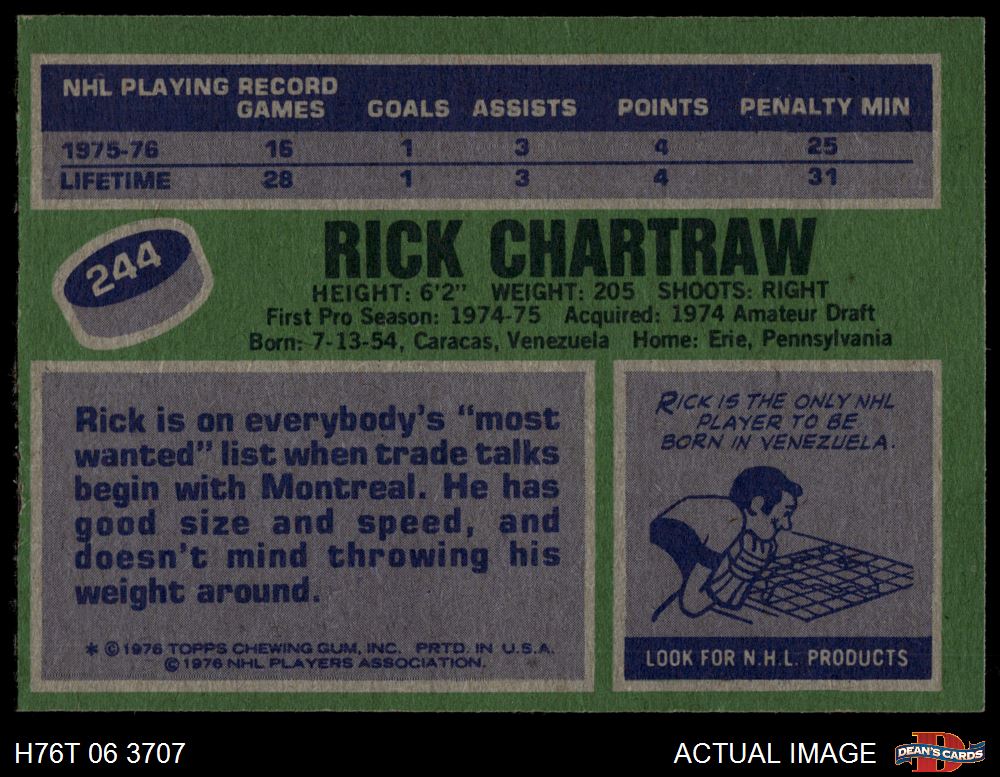 NHL PLAYING RECORD
GAMES GOALS ASSISTS POINTS PENALTY MIN
1975-76 16 1 3 4 25
LIFETIME 28 1 3 4 31
244
RICK CHARTRAW
HEIGHT: 6'2" WEIGHT: 205 SHOOTS: RIGHT
First Pro Season: 1974-75 Acquired: 1974 Amateur Draft
Born: 7-13-54, Caracas, Venezuela Home: Erie, Pennsylvania
Rick is on everybody's "most
wanted" list when trade talks
begin with Montreal. He has
good size and speed, and
doesn't mind throwing his
weight around.
* © 1976 TOPPS CHEWING GUM, INC. PRTD. IN U.S.A.
© 1976 NHL PLAYERS ASSOCIATION.
RICK IS THE ONLY NHL
PLAYER TO BE
BORN IN VENEZUELA.
LOOK FOR N.H.L. PRODUCTS
H76T 06 3707 ACTUAL IMAGE DEAN'S CARDS